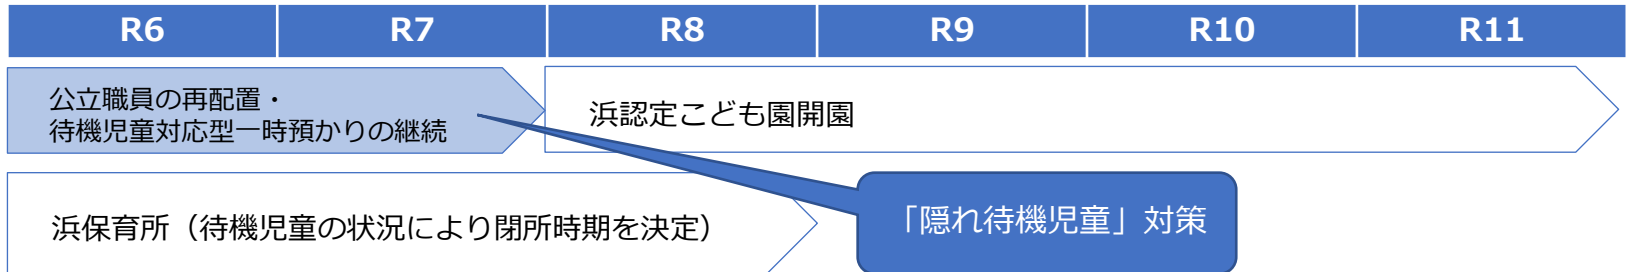 R6 R7 R8 R9 R10 R11
公立職員の再配置・
待機児童対応型一時預かりの継続
浜認定こども園開園
浜保育所（待機児童の状況により閉所時期を決定）
「隠れ待機児童」対策